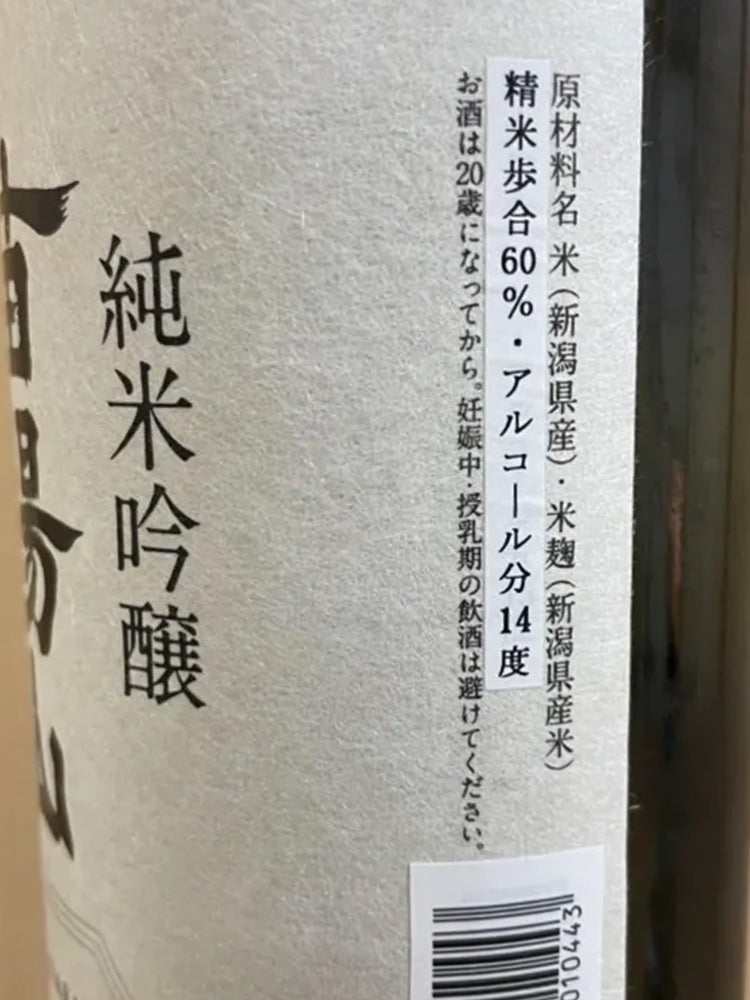 原材料名 米(新潟県産)・米麹(新潟県産米)
精米歩合60%・アルコール分14度
お酒は20歳になってから。妊娠中・授乳期の飲酒は避けてください。
純米吟醸
010443